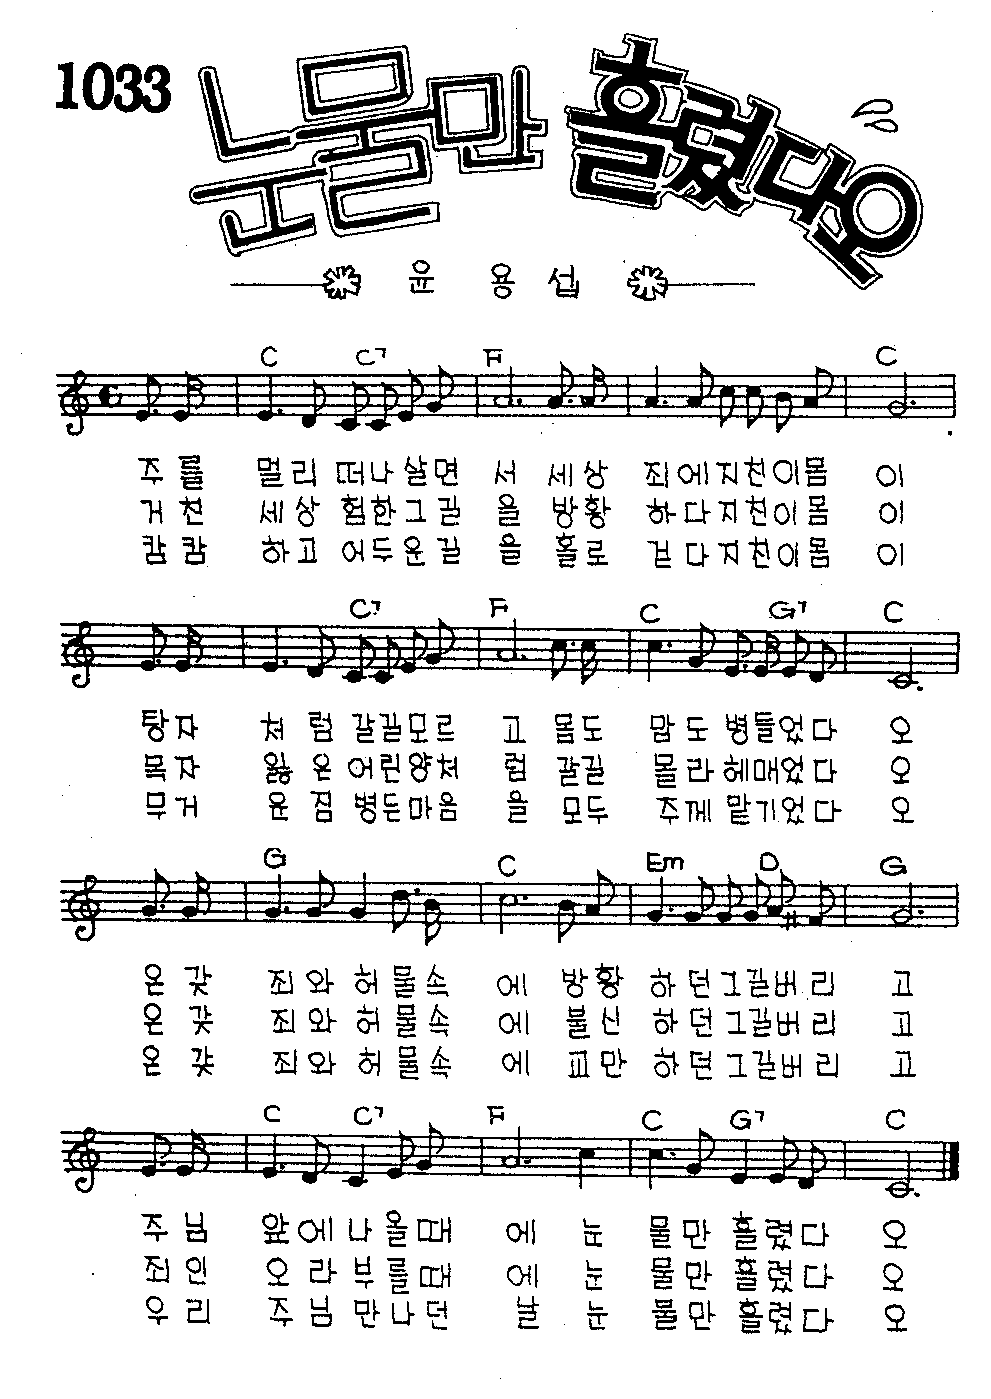 1033
눈물만 흘렸다오
윤 용 섭
C C7 F C
주를 멀리 떠나 살면 서 세상 죄에지친이몸 이
거친 세상 험한그길 을 방황 하다지친이몸 이
캄캄 하고 어두운길 을 홀로 걷다지친이몸 이
C7 F C G7 C
탕자 처럼 갈길모르 고 몸도 맘도 병들었다 오
목자 잃은 어린양처 럼 갈길 몰라헤매었다 오
무거 운짐 병든마음 을 모두 주께 맡기었다 오
G C Em D G
온갖 죄와 허물속 에 방황 하던그길버리 고
온갖 죄와 허물속 에 불신 하던그길버리 고
온갖 죄와 허물속 에 교만 하던그길버리 고
C C7 F C G7 C
주님 앞에나올때 에 눈 물만 흘렸다 오
죄인 오라부를때 에 눈 물만 흘렸다 오
우리 주님만나던 날 눈 물만 흘렸다 오